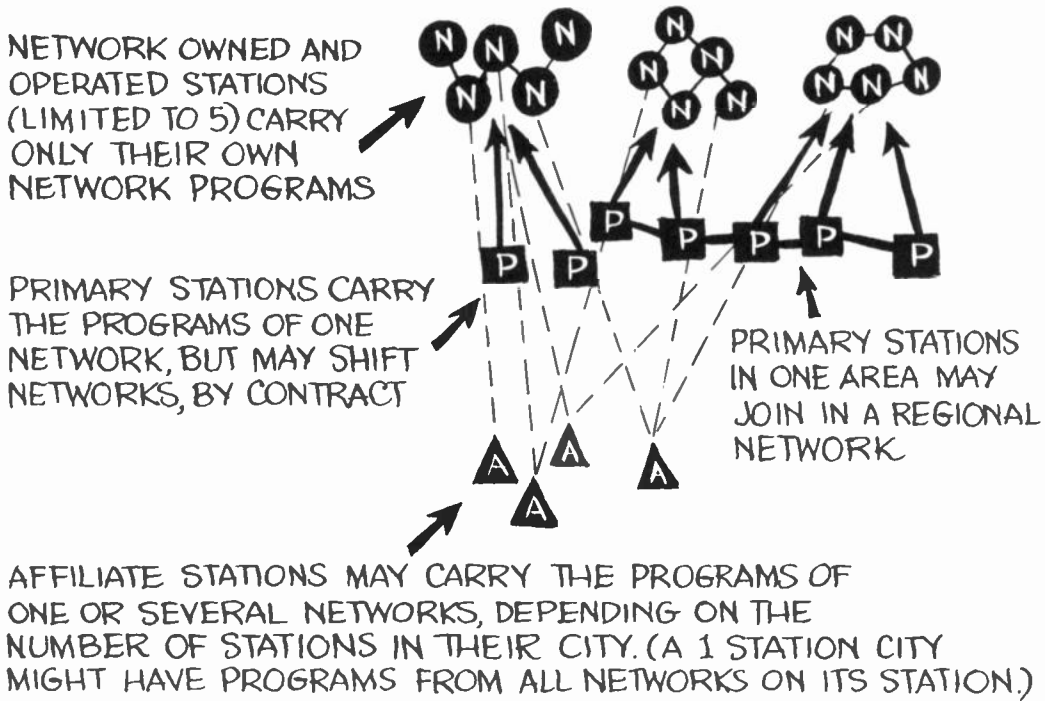 NETWORK OWNED AND
OPERATED STATIONS
(LIMITED TO 5) CARRY
ONLY THEIR OWN
NETWORK PROGRAMS
N N N N N
N N N N N
N N N N N
P P P P P P P
PRIMARY STATIONS CARRY
THE PROGRAMS OF ONE
NETWORK, BUT MAY SHIFT
NETWORKS, BY CONTRACT
PRIMARY STATIONS
IN ONE AREA MAY
JOIN IN A REGIONAL
NETWORK
A A A A
AFFILIATE STATIONS MAY CARRY THE PROGRAMS OF
ONE OR SEVERAL NETWORKS, DEPENDING ON THE
NUMBER OF STATIONS IN THEIR CITY. (A 1 STATION CITY
MIGHT HAVE PROGRAMS FROM ALL NETWORKS ON ITS STATION.)